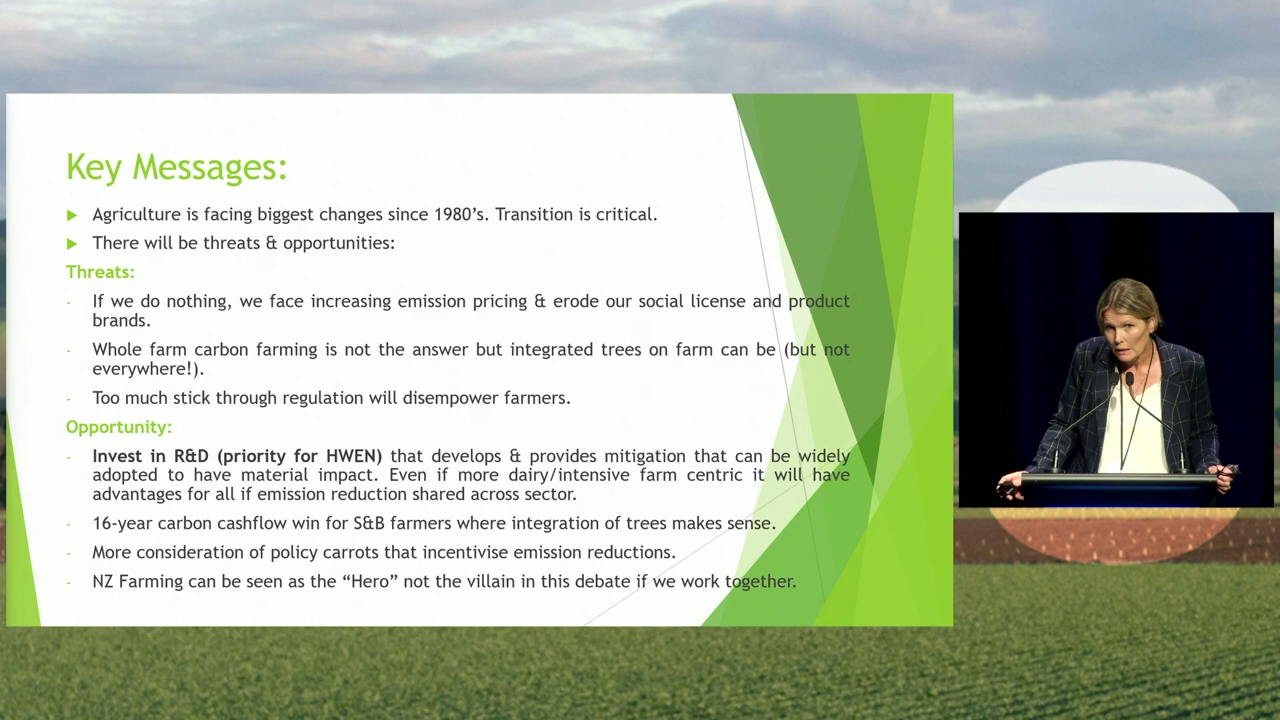 Key Messages:
Agriculture is facing biggest changes since 1980's. Transition is critical.
There will be threats & opportunities:
Threats:
- If we do nothing, we face increasing emission pricing & erode our social license and product
brands.
- Whole farm carbon farming is not the answer but integrated trees on farm can be (but not
everywhere!).
- Too much stick through regulation will disempower farmers.
Opportunity:
- Invest in R&D (priority for HWEN) that develops & provides mitigation that can be widely
adopted to have material impact. Even if more dairy/intensive farm centric it will have
advantages for all if emission reduction shared across sector.
- 16-year carbon cashflow win for S&B farmers where integration of trees makes sense.
- More consideration of policy carrots that incentivise emission reductions.
- NZ Farming can be seen as the “Hero” not the villain in this debate if we work together.